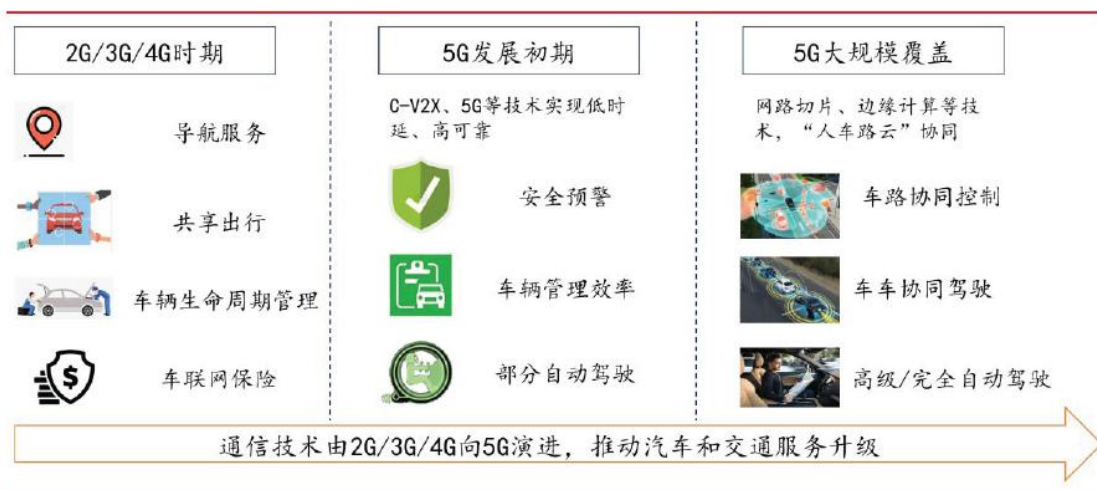 2G/3G/4G时期
导航服务
共享出行
车辆生命周期管理
车联网保险
5G发展初期
C-V2X、5G等技术实现低时
延、高可靠
安全预警
车辆管理效率
部分自动驾驶
5G大规模覆盖
网路切片、边缘计算等技
术，“人车路云”协同
车路协同控制
车车协同驾驶
高级/完全自动驾驶
通信技术由2G/3G/4G向5G演进，推动汽车和交通服务升级